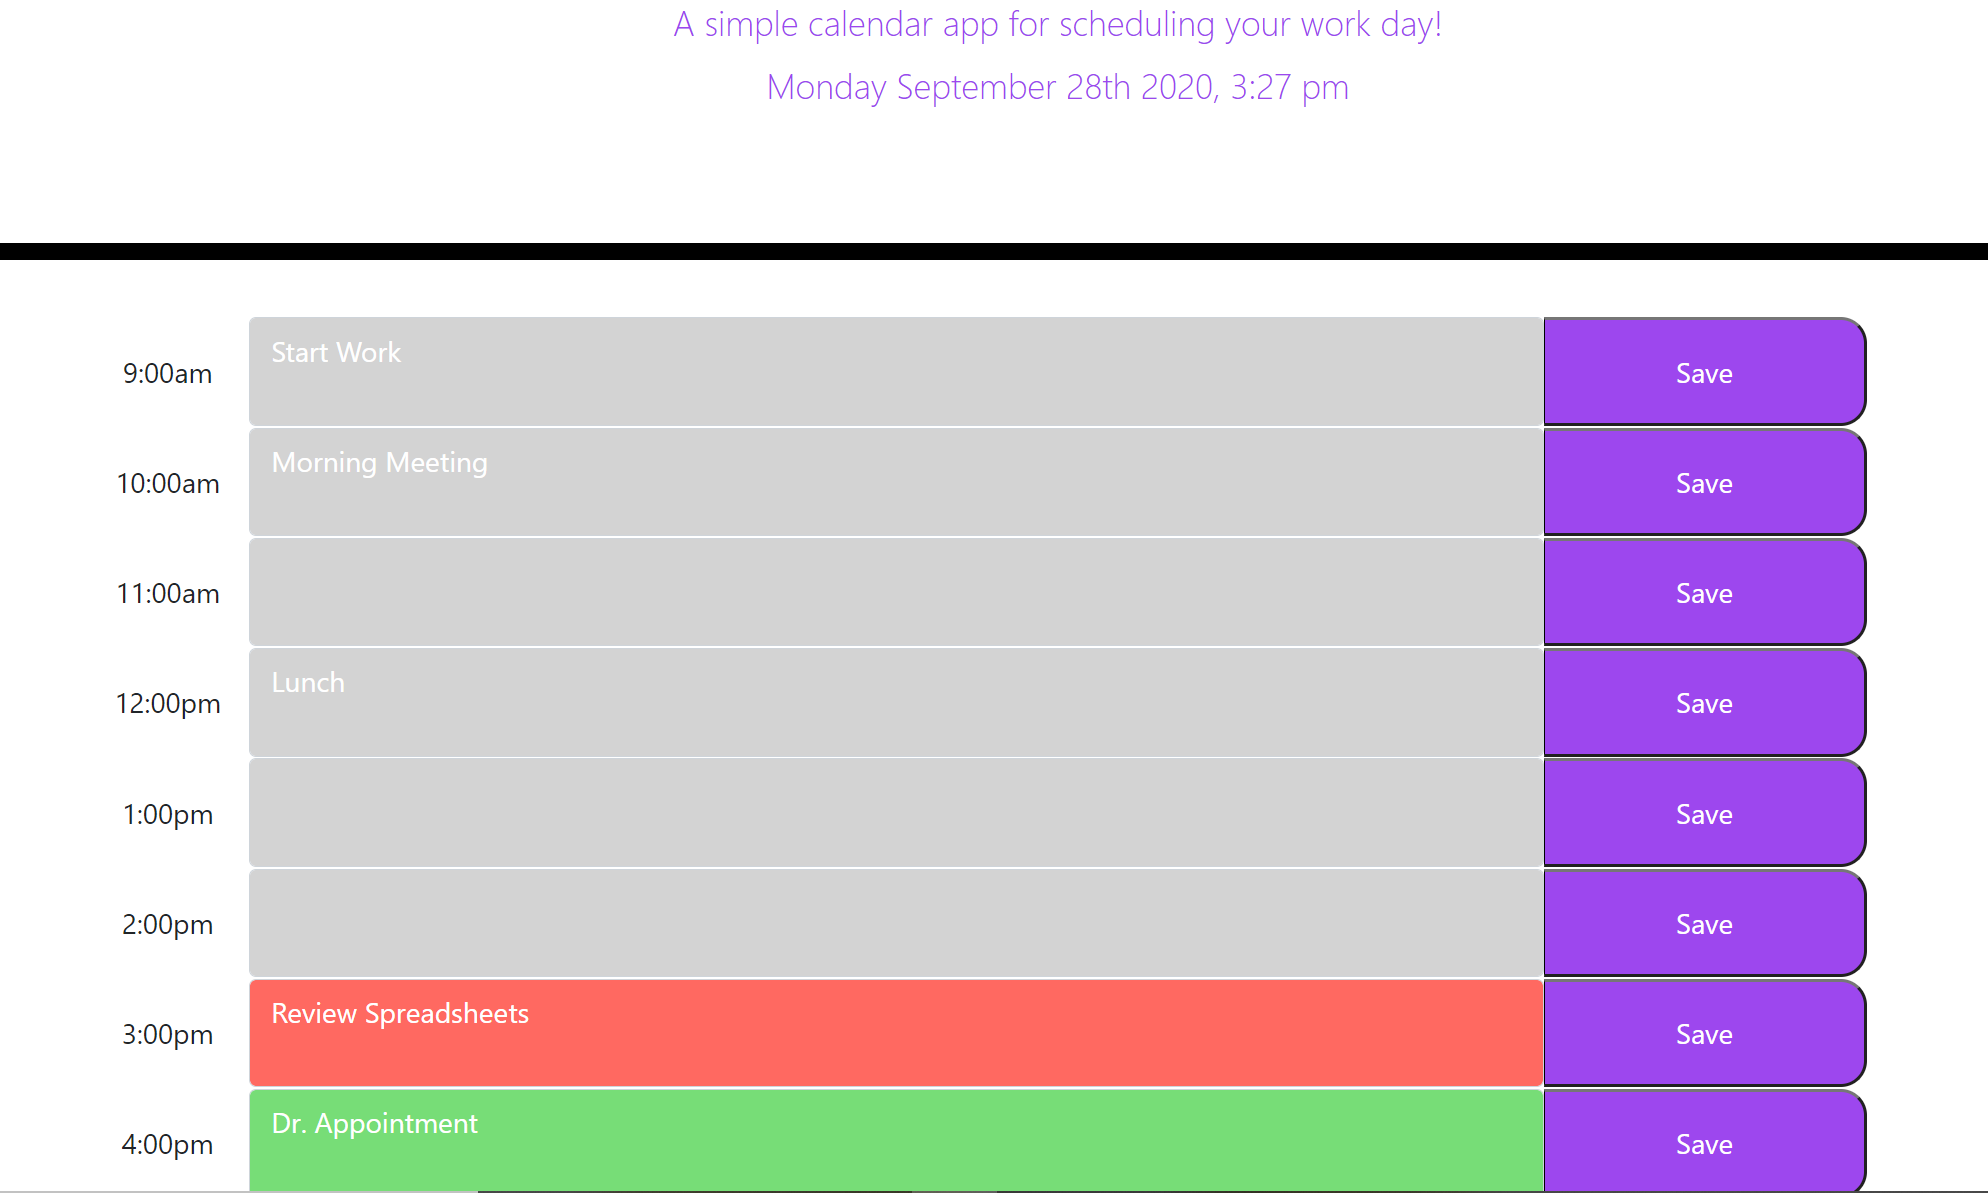 A simple calendar app for scheduling your work day!
Monday September 28th 2020, 3:27 pm
Start Work
9:00am
Save
Morning Meeting
10:00am
Save
11:00am
Save
Lunch
12:00pm
Save
1:00pm
Save
2:00pm
Save
Review Spreadsheets
3:00pm
Save
Dr. Appointment
4:00pm
Save